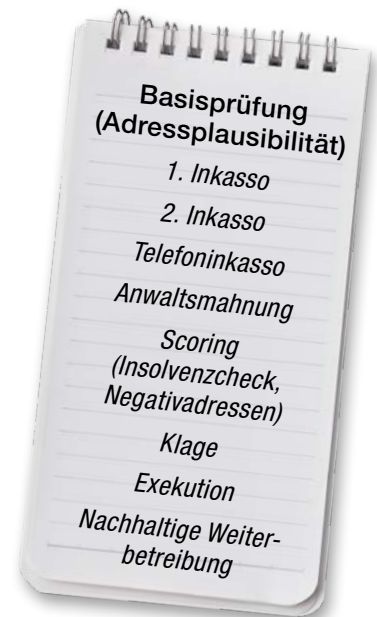 Basisprüfung
(Adressplausibilität)
1. Inkasso
2. Inkasso
Telefoninkasso
Anwaltsmahnung
Scoring
(Insolvenzcheck,
Negativadressen)
Klage
Exekution
Nachhaltige Weiter-
betreibung